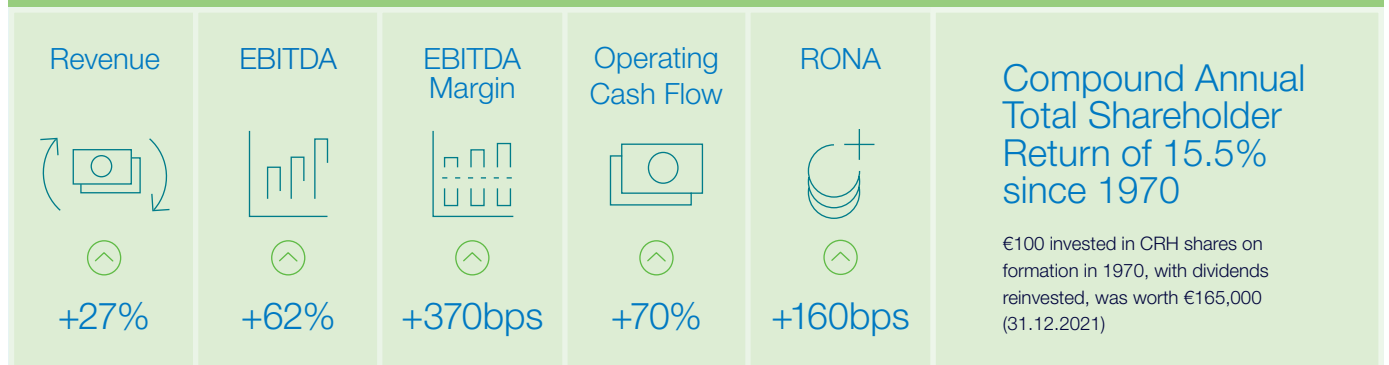 Revenue
+27%
EBITDA
+62%
EBITDA
Margin
+370bps
Operating
Cash Flow
+70%
RONA
+160bps
Compound Annual
Total Shareholder
Return of 15.5%
since 1970
€100 invested in CRH shares on
formation in 1970, with dividends
reinvested, was worth €165,000
(31.12.2021)